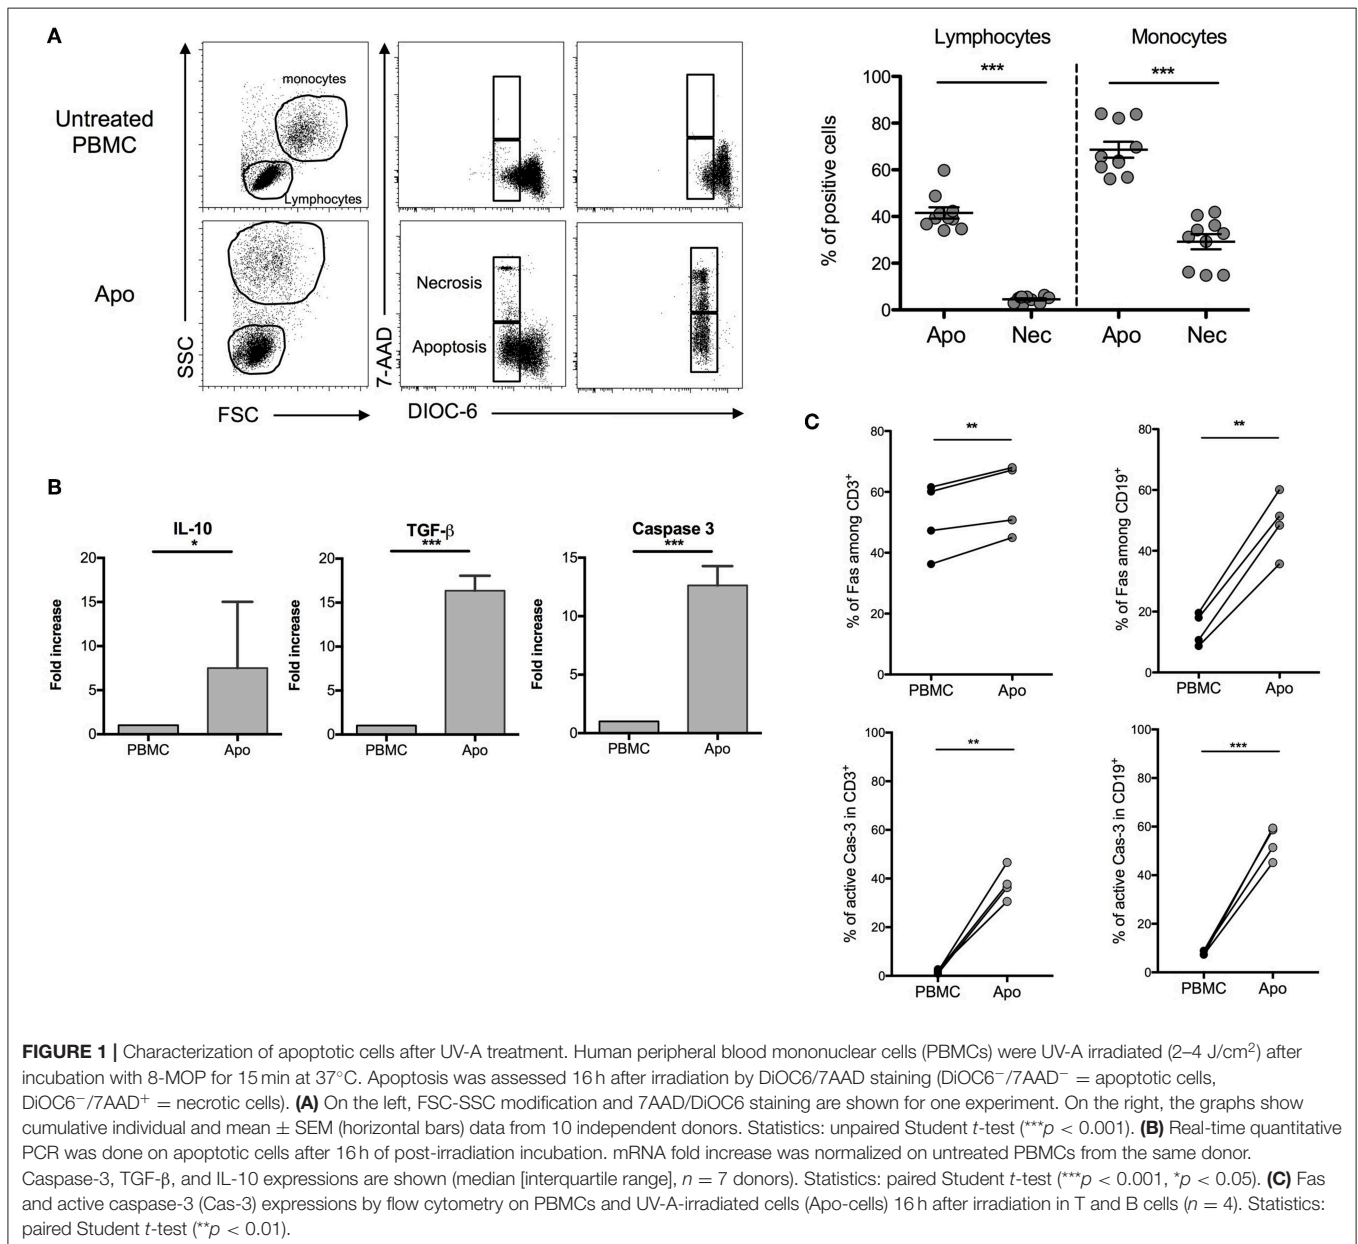 A
SSC
Untreated
PBMC
monocytes
Lymphocytes
Apo
7-AAD
Necrosis
Apoptosis
FSC
DIOC-6
Lymphocytes Monocytes
*** ***
% of positive cells
100
80
60
40
20
0
Apo Nec Apo Nec
B
IL-10
*
Fold increase
20
15
10
5
0
PBMC Apo
TGF-β
***
Fold increase
20
15
10
5
0
PBMC Apo
Caspase 3
***
Fold increase
15
10
5
0
PBMC Apo
C
**
% of Fas among CD3+
80
60
40
20
0
PBMC Apo
**
% of Fas among CD19+
80
60
40
20
0
PBMC Apo
**
% of active Cas-3 in CD3+
100
80
60
40
20
0
PBMC Apo
***
% of active Cas-3 in CD19+
100
80
60
40
20
0
PBMC Apo
FIGURE 1 | Characterization of apoptotic cells after UV-A treatment. Human peripheral blood mononuclear cells (PBMCs) were UV-A irradiated (2–4 J/cm²) after
incubation with 8-MOP for 15 min at 37°C. Apoptosis was assessed 16 h after irradiation by DiOC6/7AAD staining (DiOC6⁻/7AAD⁻ = apoptotic cells,
DiOC6⁻/7AAD⁺ = necrotic cells). (A) On the left, FSC-SSC modification and 7AAD/DiOC6 staining are shown for one experiment. On the right, the graphs show
cumulative individual and mean ± SEM (horizontal bars) data from 10 independent donors. Statistics: unpaired Student t-test (***p < 0.001). (B) Real-time quantitative
PCR was done on apoptotic cells after 16 h of post-irradiation incubation. mRNA fold increase was normalized on untreated PBMCs from the same donor.
Caspase-3, TGF-β, and IL-10 expressions are shown (median [interquartile range], n = 7 donors). Statistics: paired Student t-test (***p < 0.001, *p < 0.05). (C) Fas
and active caspase-3 (Cas-3) expressions by flow cytometry on PBMCs and UV-A-irradiated cells (Apo-cells) 16 h after irradiation in T and B cells (n = 4). Statistics:
paired Student t-test (**p < 0.01).